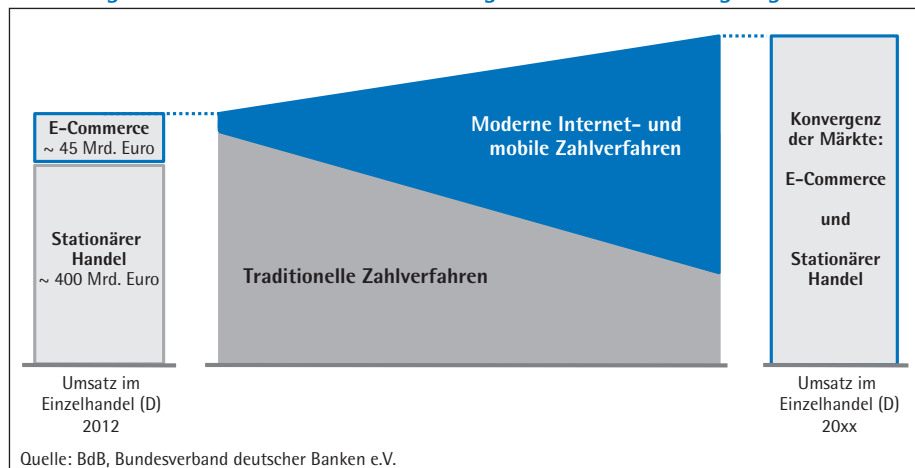 E-Commerce
~ 45 Mrd. Euro
Stationärer
Handel
~ 400 Mrd. Euro
Umsatz im
Einzelhandel (D)
2012
Moderne Internet- und
mobile Zahlverfahren
Traditionelle Zahlverfahren
Konvergenz
der Märkte:
E-Commerce
und
Stationärer
Handel
Umsatz im
Einzelhandel (D)
20xx
Quelle: BdB, Bundesverband deutscher Banken e.V.